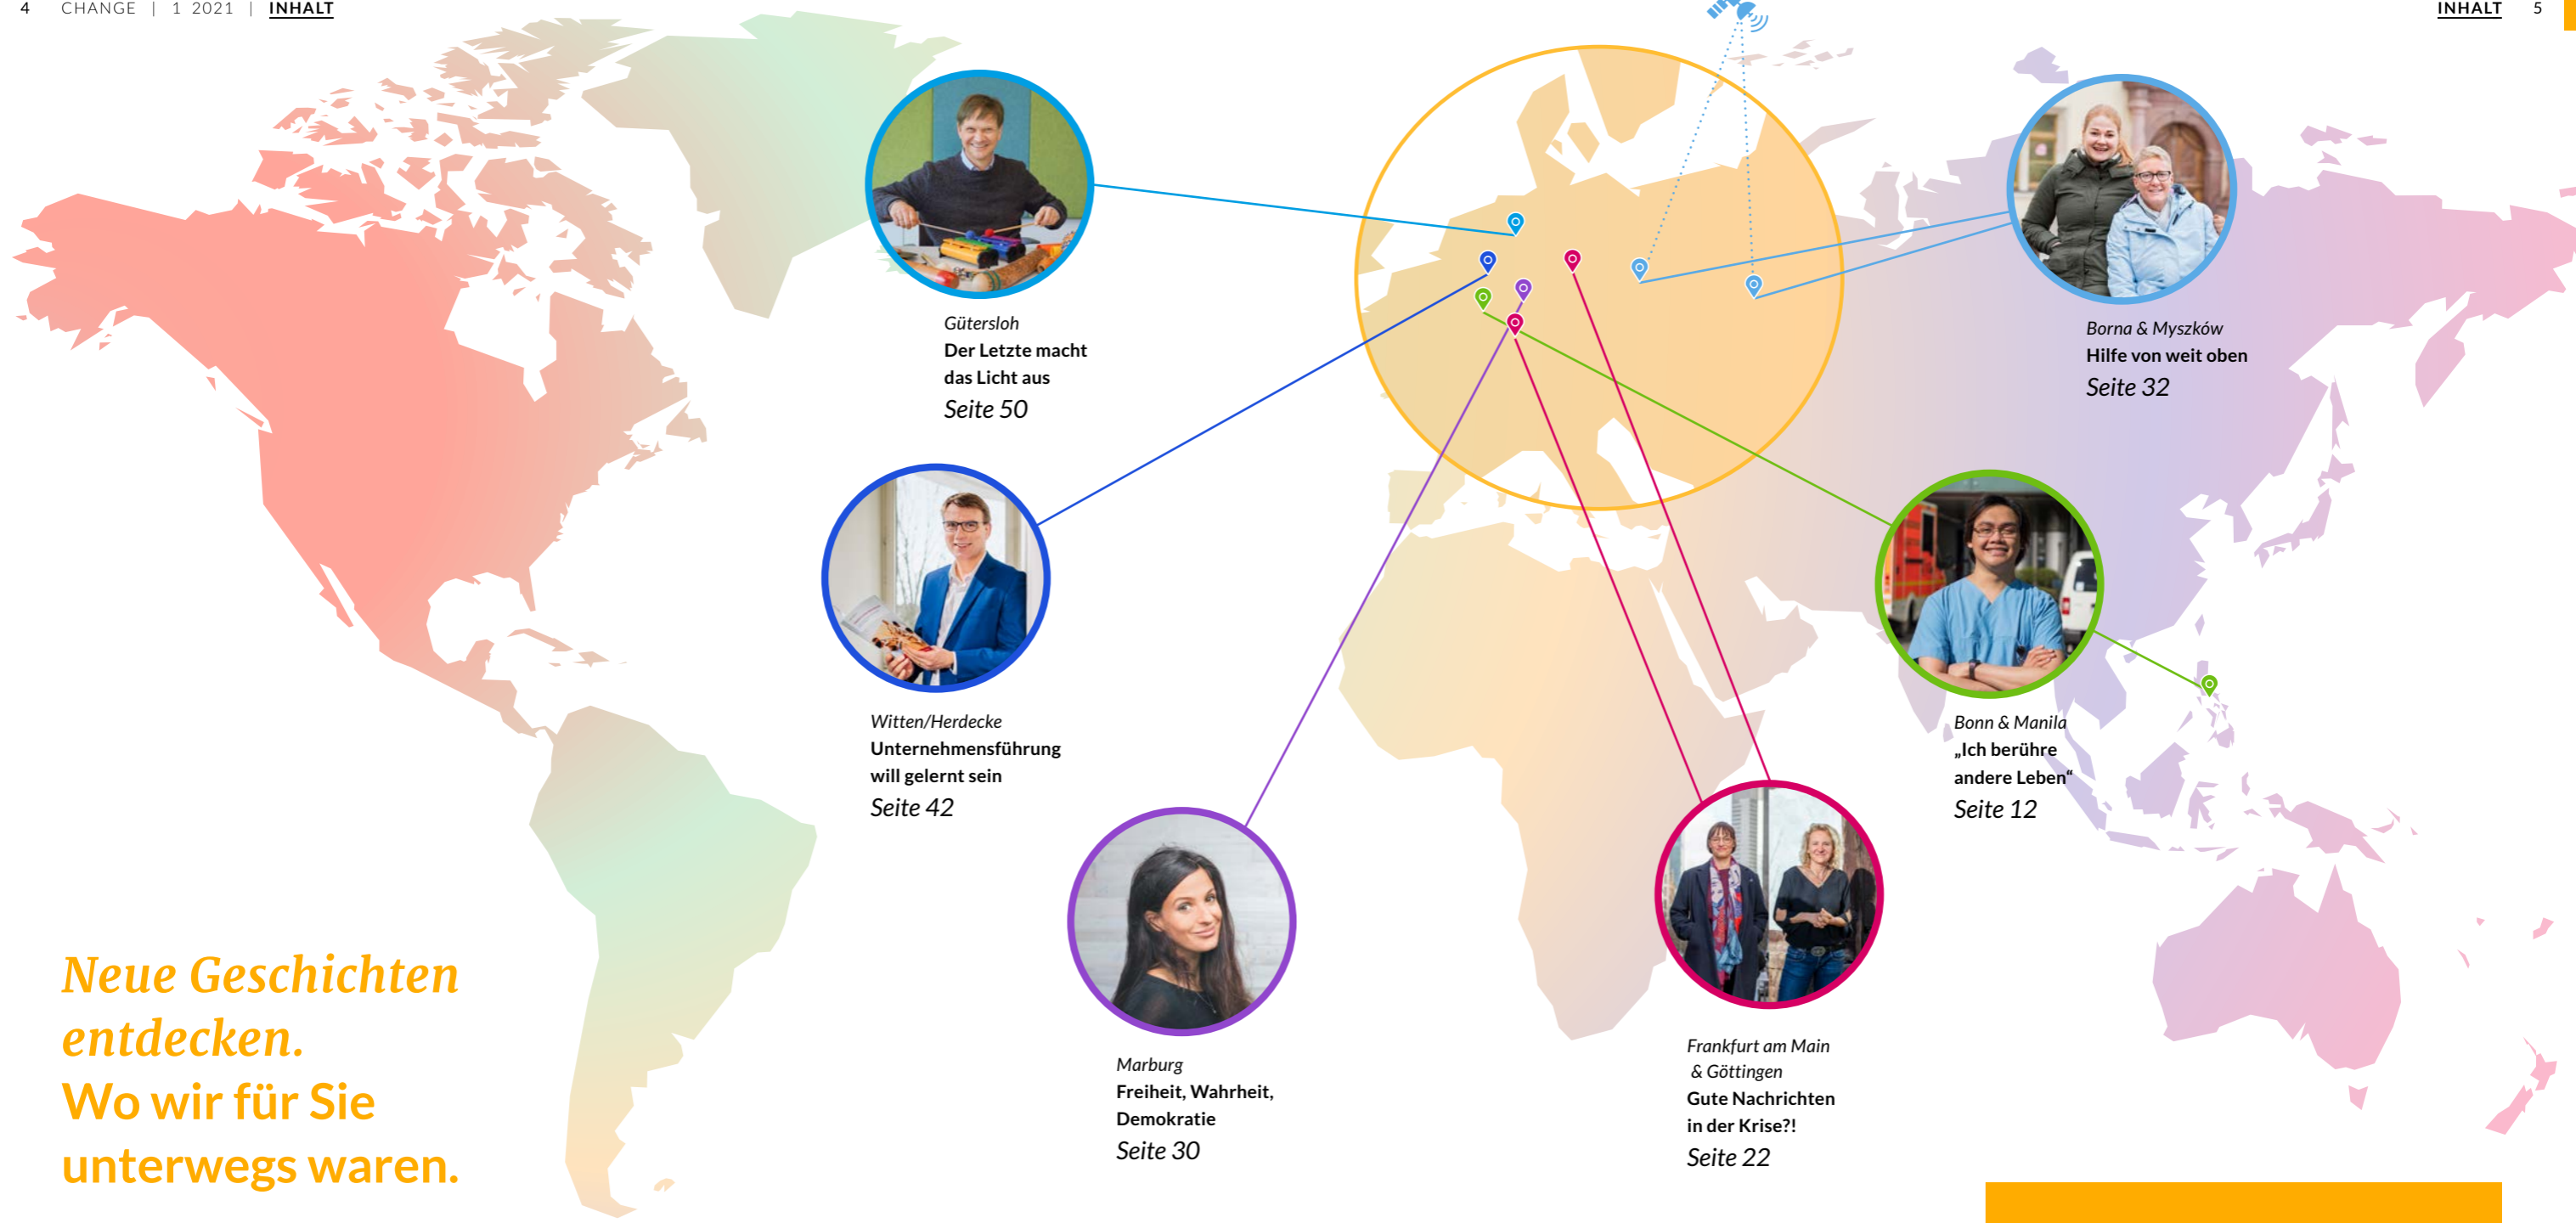 4 CHANGE | 1 2021 | INHALT
INHALT 5
Gütersloh
Der Letzte macht
das Licht aus
Seite 50
Borna & Myszków
Hilfe von weit oben
Seite 32
Witten/Herdecke
Unternehmensführung
will gelernt sein
Seite 42
Bonn & Manila
„Ich berühre
andere Leben“
Seite 12
Marburg
Freiheit, Wahrheit,
Demokratie
Seite 30
Frankfurt am Main
& Göttingen
Gute Nachrichten
in der Krise?!
Seite 22
Neue Geschichten
entdecken.
Wo wir für Sie
unterwegs waren.